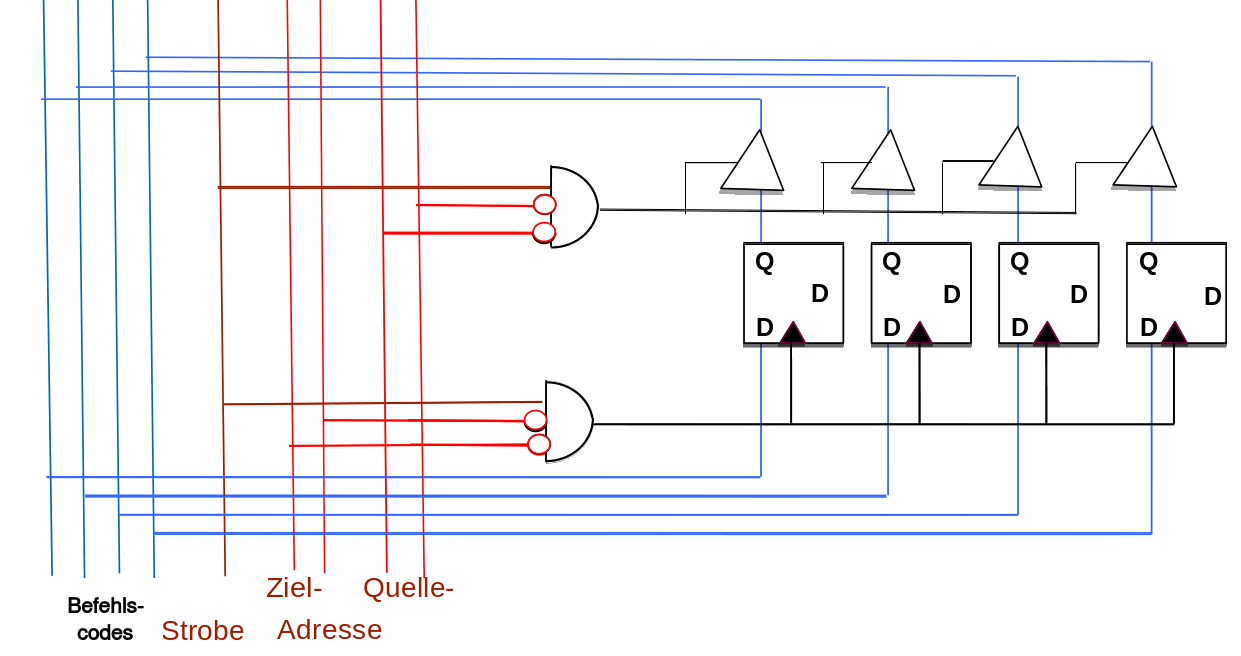 Q Q Q Q
D D D D
D D D D
Ziel- Quelle-
Befehls-
codes Strobe Adresse